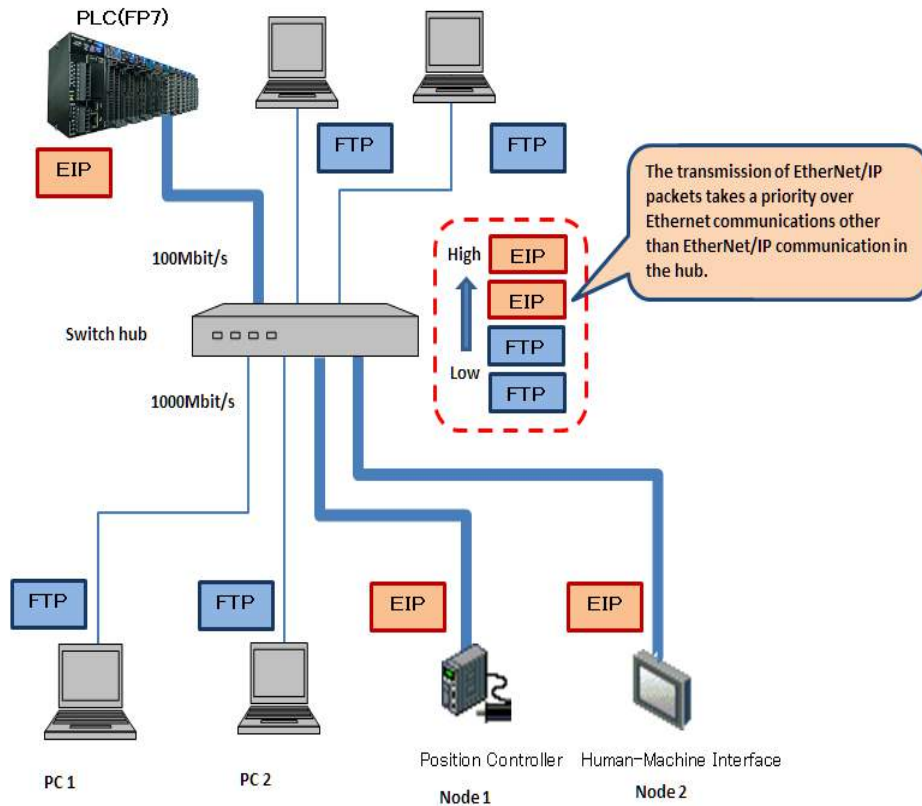 PLC(FP7)
EIP
FTP
FTP
The transmission of EtherNet/IP
packets takes a priority over
Ethernet communications other
than EtherNet/IP communication in
the hub.
100Mbit/s
High
EIP
EIP
Switch hub
FTP
Low
FTP
1000Mbit/s
FTP
FTP
EIP
EIP
Position Controller
Human-Machine Interface
PC 1
PC 2
Node 1
Node 2